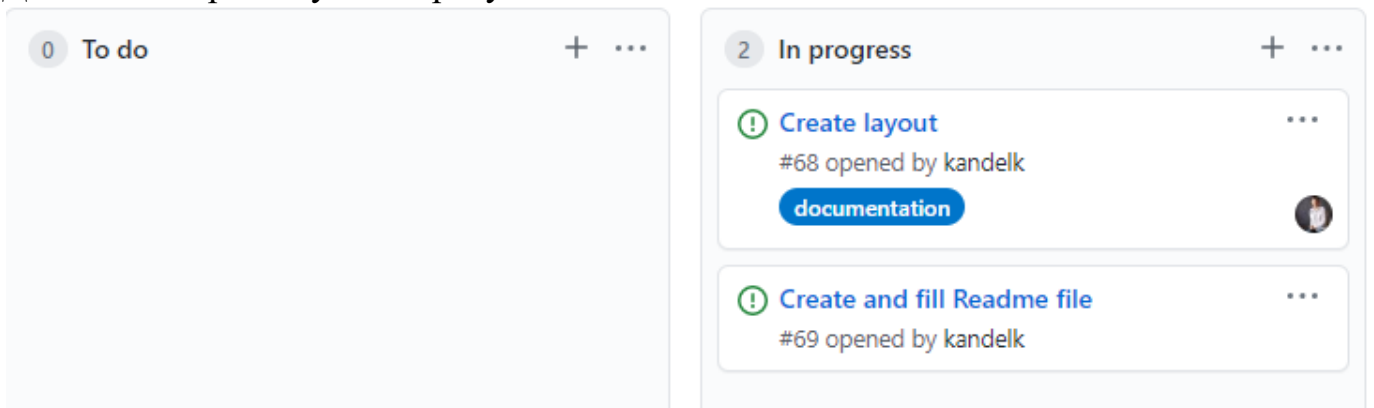 0 To do
2 In progress
Create layout
#68 opened by kandelk
documentation
Create and fill Readme file
#69 opened by kandelk